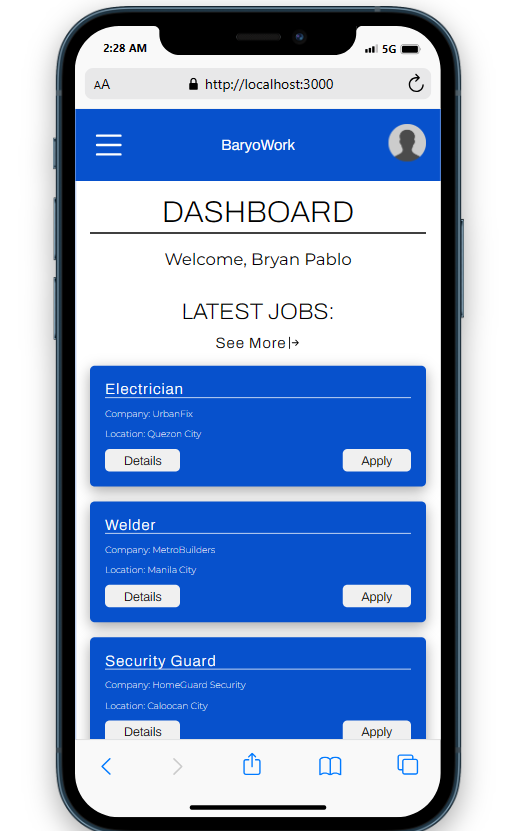 2:28 AM
5G
AA
http://localhost:3000
BaryoWork
DASHBOARD
Welcome, Bryan Pablo
LATEST JOBS:
See More
Electrician
Company: UrbanFix
Location: Quezon City
Details
Apply
Welder
Company: MetroBuilders
Location: Manila City
Details
Apply
Security Guard
Company: HomeGuard Security
Location: Caloocan City
Details
Apply